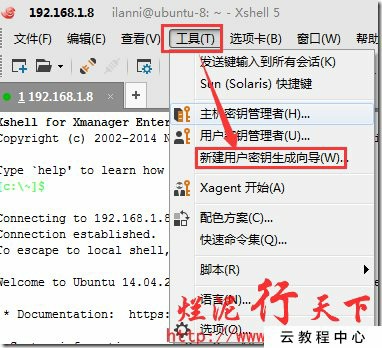 192.168.1.8 ilanni@ubuntu-8: ~ - Xshell 5
文件(F) 编辑(E) 查看(V) 工具(T) 选项卡(B) 窗口(W) 帮助
1 192.168.1.8
发送键输入到所有会话(K)
Sun (Solaris) 快捷键
主机密钥管理者(H)...
用户密钥管理者(U)...
新建用户密钥生成向导(W)...
Xagent 开始(A)
配色方案(C)...
快速命令集(Q)...
脚本(R)
语言(N)...
选项(O)...
Xshell for Xmanager Enter
Copyright (c) 2002-2014 N
Type `help' to learn how
[c:\~]$
Connecting to 192.168.1.8
Connection established.
To escape to local shell,
Welcome to Ubuntu 14.04.2
* Documentation: https:
烂泥行天下
http://www.
云教程中心